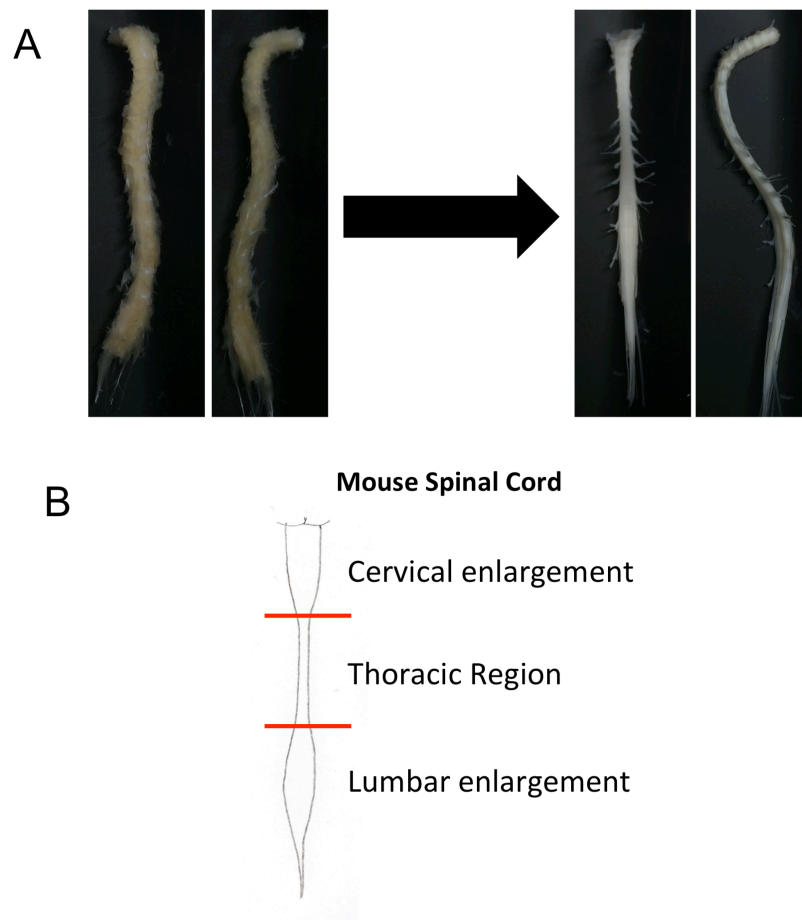 A
B
Mouse Spinal Cord
Cervical enlargement
Thoracic Region
Lumbar enlargement